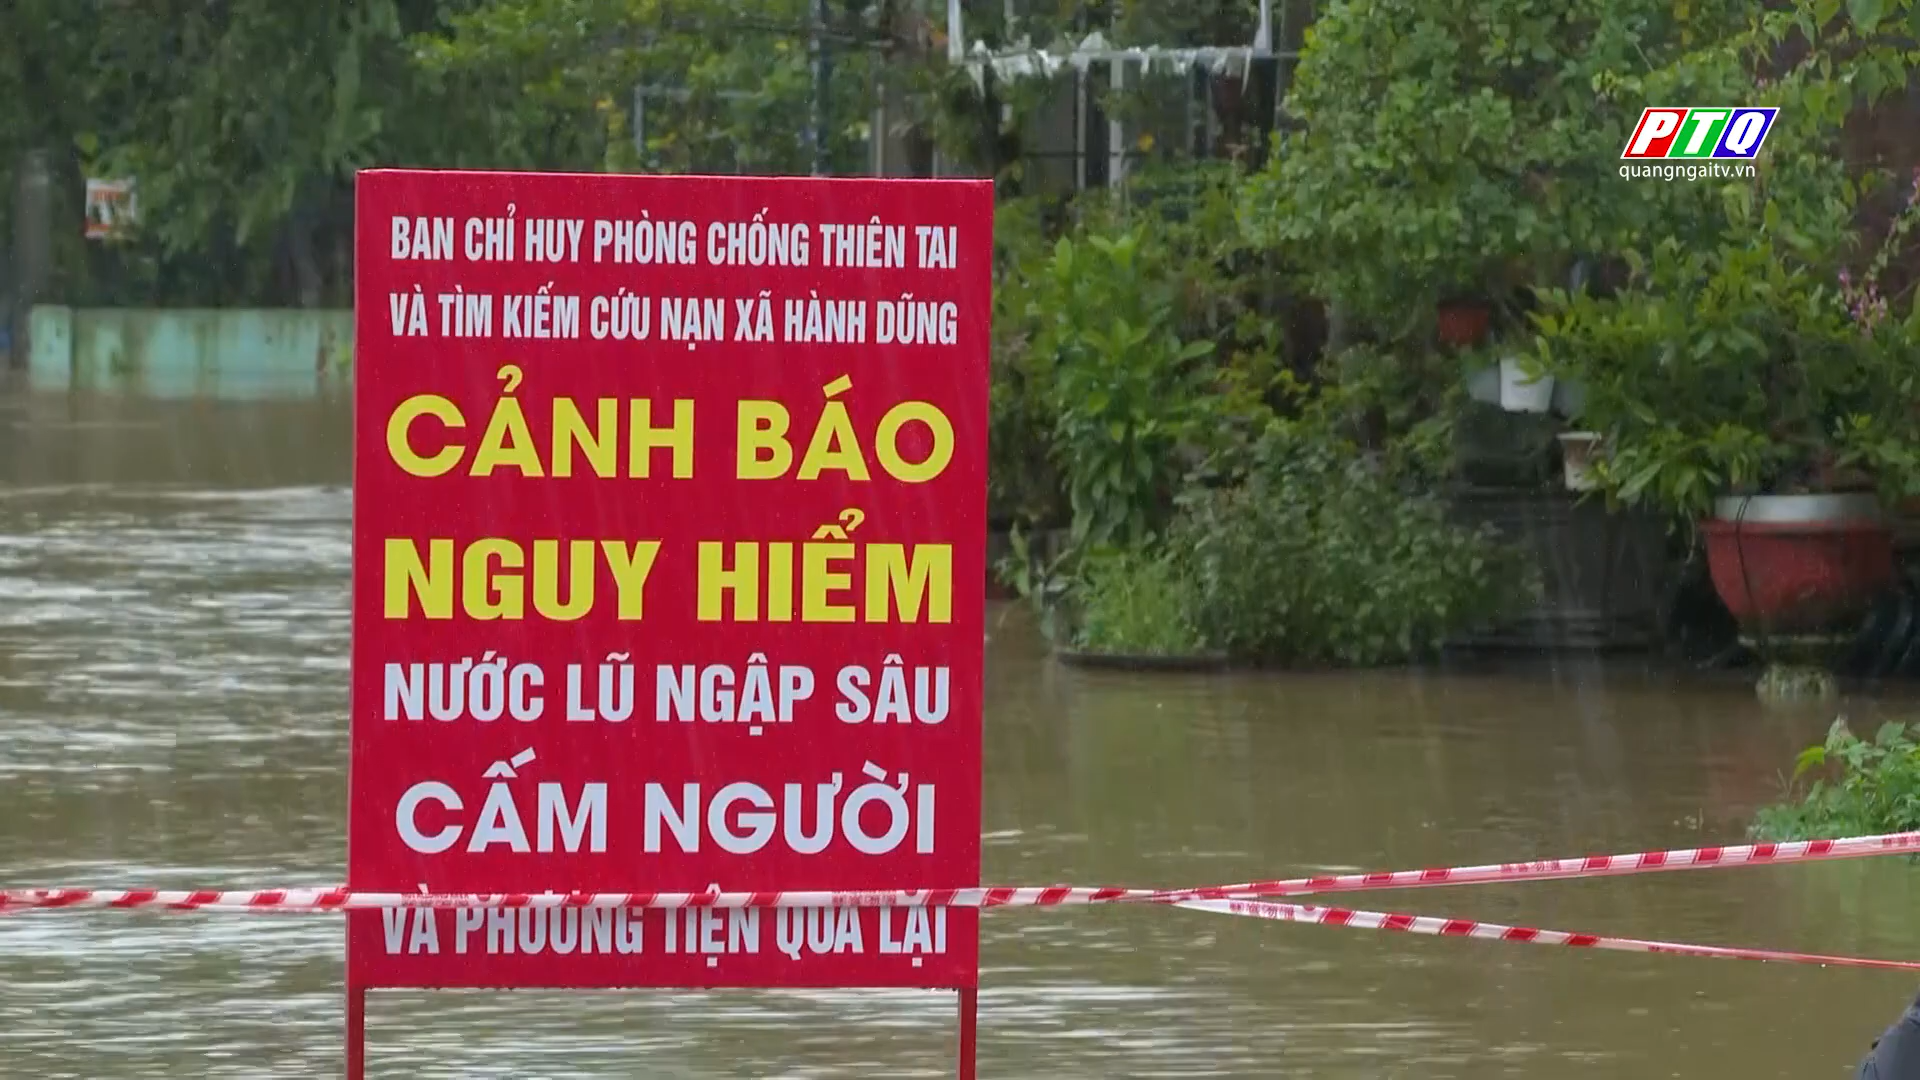 PTQ
quangngaitv.vn
BAN CHỈ HUY PHÒNG CHỐNG THIÊN TAI
VÀ TÌM KIẾM CỨU NẠN XÃ HÀNH DŨNG
CẢNH BÁO
NGUY HIỂM
NƯỚC LŨ NGẬP SÂU
CẤM NGƯỜI
VÀ PHƯƠNG TIỆN QUA LẠI